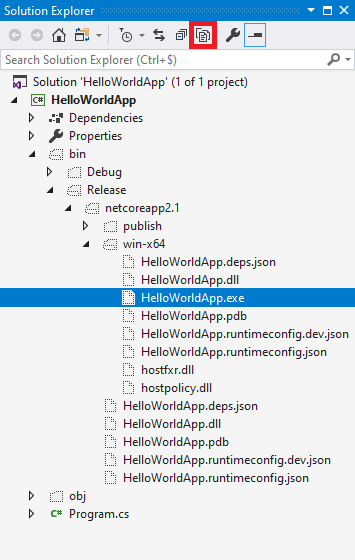 Solution Explorer
Search Solution Explorer (Ctrl+$)
Solution 'HelloWorldApp' (1 of 1 project)
C# HelloWorldApp
Dependencies
Properties
bin
Debug
Release
netcoreapp2.1
publish
win-x64
HelloWorldApp.deps.json
HelloWorldApp.dll
HelloWorldApp.exe
HelloWorldApp.pdb
HelloWorldApp.runtimeconfig.dev.json
HelloWorldApp.runtimeconfig.json
hostfxr.dll
hostpolicy.dll
HelloWorldApp.deps.json
HelloWorldApp.dll
HelloWorldApp.pdb
HelloWorldApp.runtimeconfig.dev.json
HelloWorldApp.runtimeconfig.json
obj
C# Program.cs